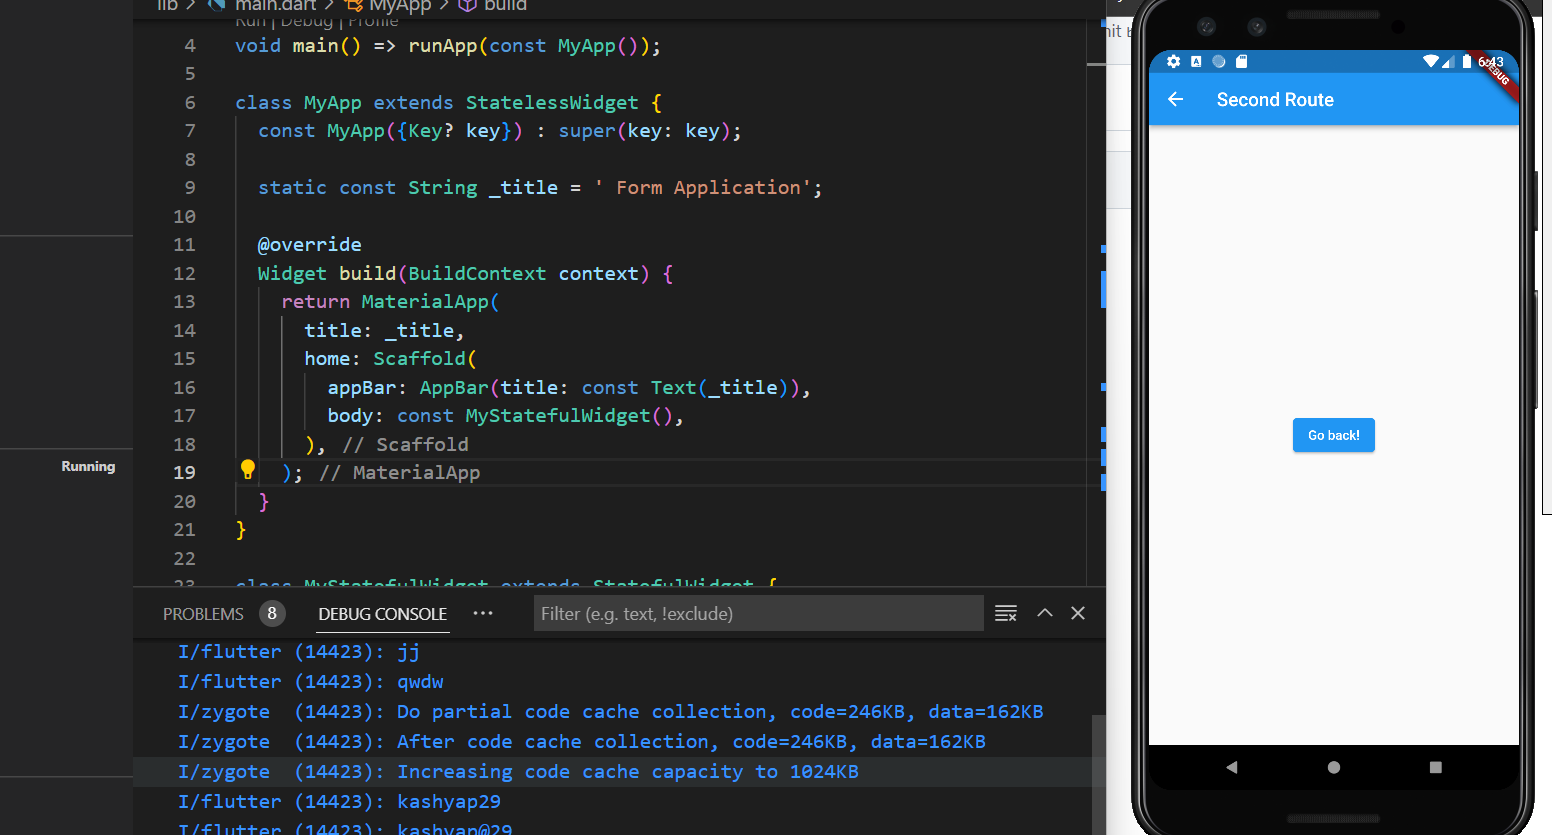 lib > main.dart > MyApp > build
Run | Debug | Profile
4 void main() => runApp(const MyApp());
5
6 class MyApp extends StatelessWidget {
7 const MyApp({Key? key}) : super(key: key);
8
9 static const String _title = ' Form Application';
10
11 @override
12 Widget build(BuildContext context) {
13 return MaterialApp(
14 title: _title,
15 home: Scaffold(
16 appBar: AppBar(title: const Text(_title)),
17 body: const MyStatefulWidget(),
18 ), // Scaffold
19 ); // MaterialApp
20 }
21 }
22
23 class MyStatefulWidget extends StatefulWidget {
Running
PROBLEMS 8 DEBUG CONSOLE ··· Filter (e.g. text, !exclude)
I/flutter (14423): jj
I/flutter (14423): qwdw
I/zygote (14423): Do partial code cache collection, code=246KB, data=162KB
I/zygote (14423): After code cache collection, code=246KB, data=162KB
I/zygote (14423): Increasing code cache capacity to 1024KB
I/flutter (14423): kashyap29
I/flutter (14423): kashyap@29
A 6:43
DEBUG
Second Route
Go back!